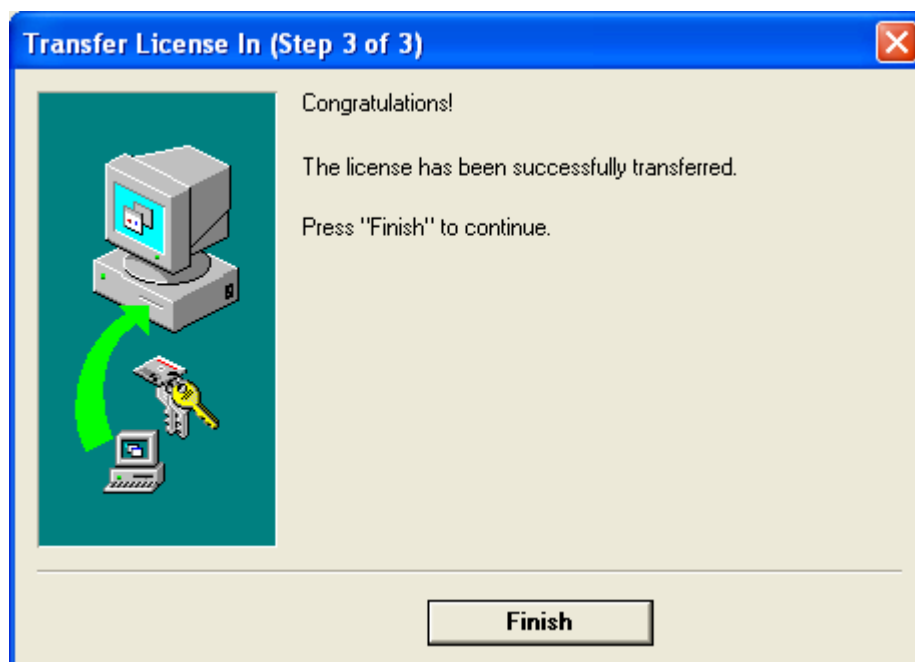 Transfer License In (Step 3 of 3)
Congratulations!
The license has been successfully transferred.
Press "Finish" to continue.
Finish